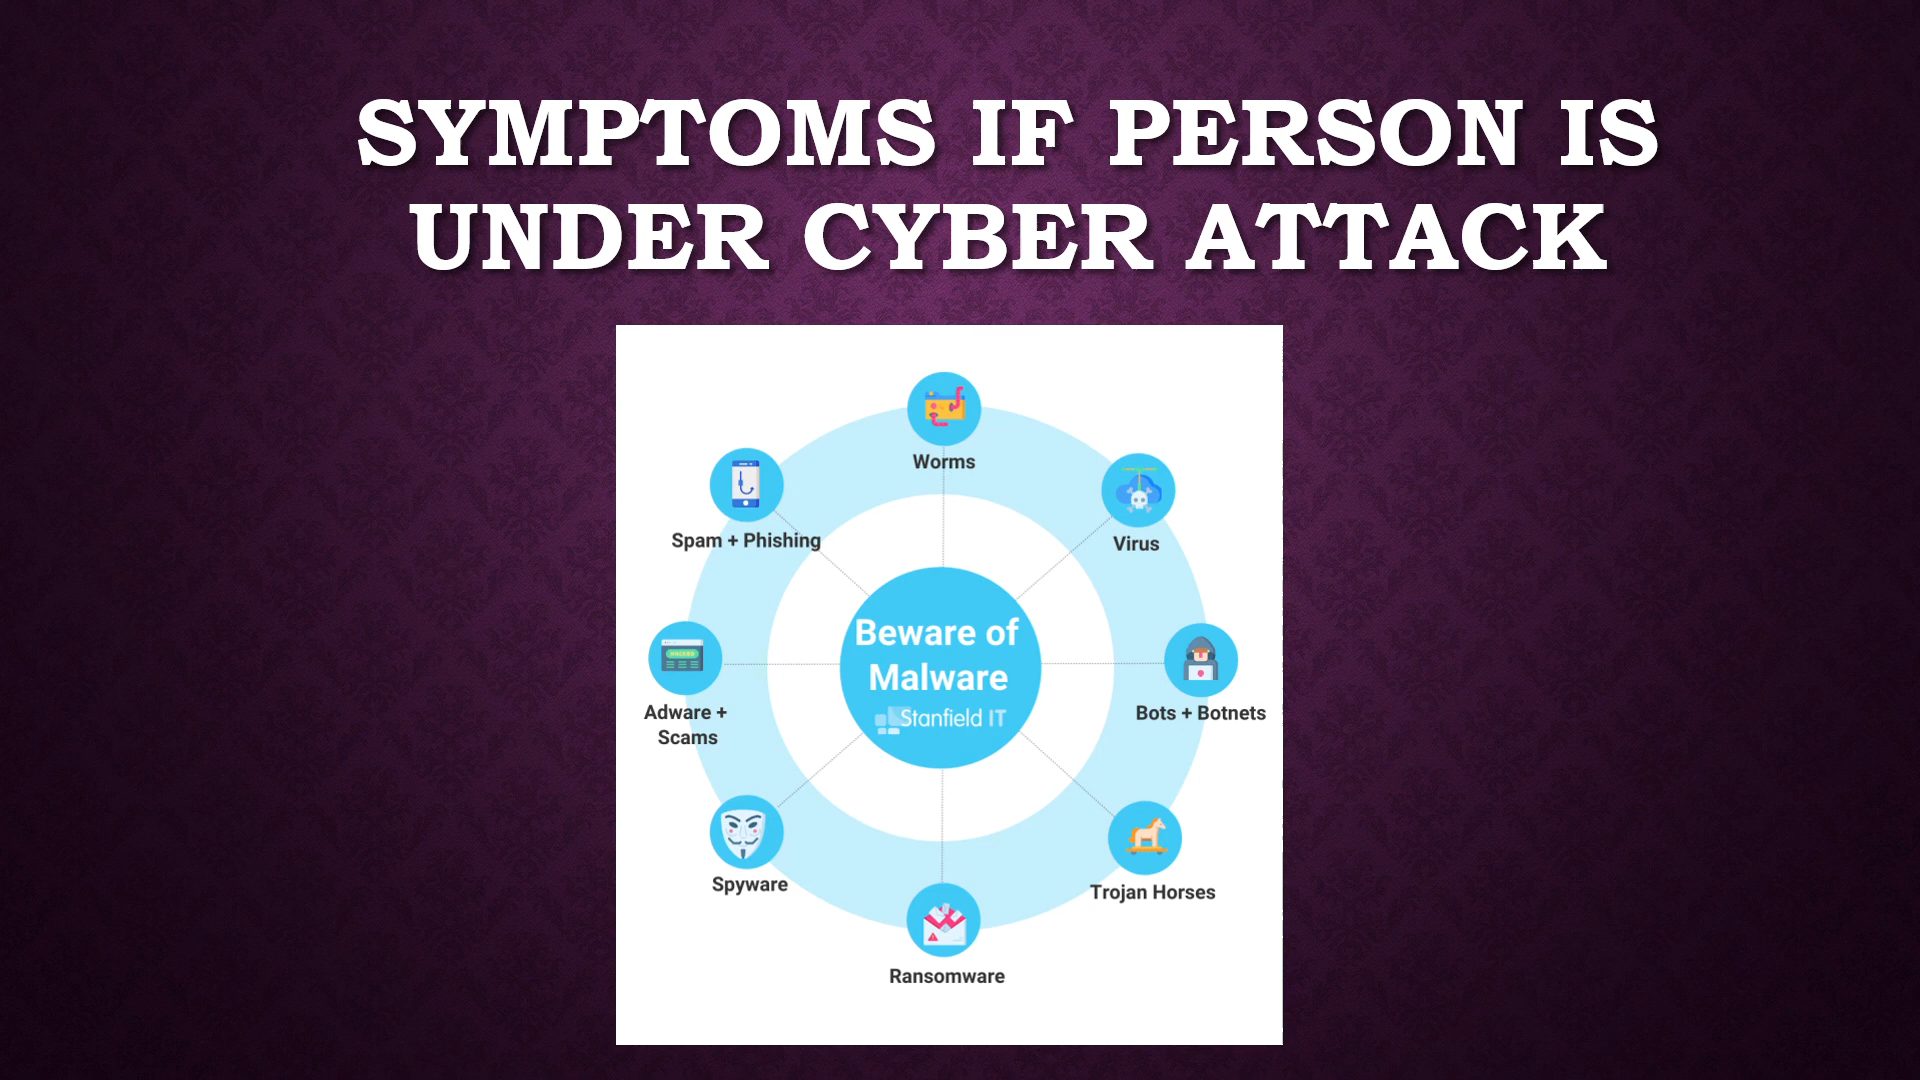 SYMPTOMS IF PERSON IS
UNDER CYBER ATTACK
Worms
Virus
Spam + Phishing
Beware of
Malware
Stanfield IT
Adware +
Scams
Bots + Botnets
Spyware
Trojan Horses
Ransomware